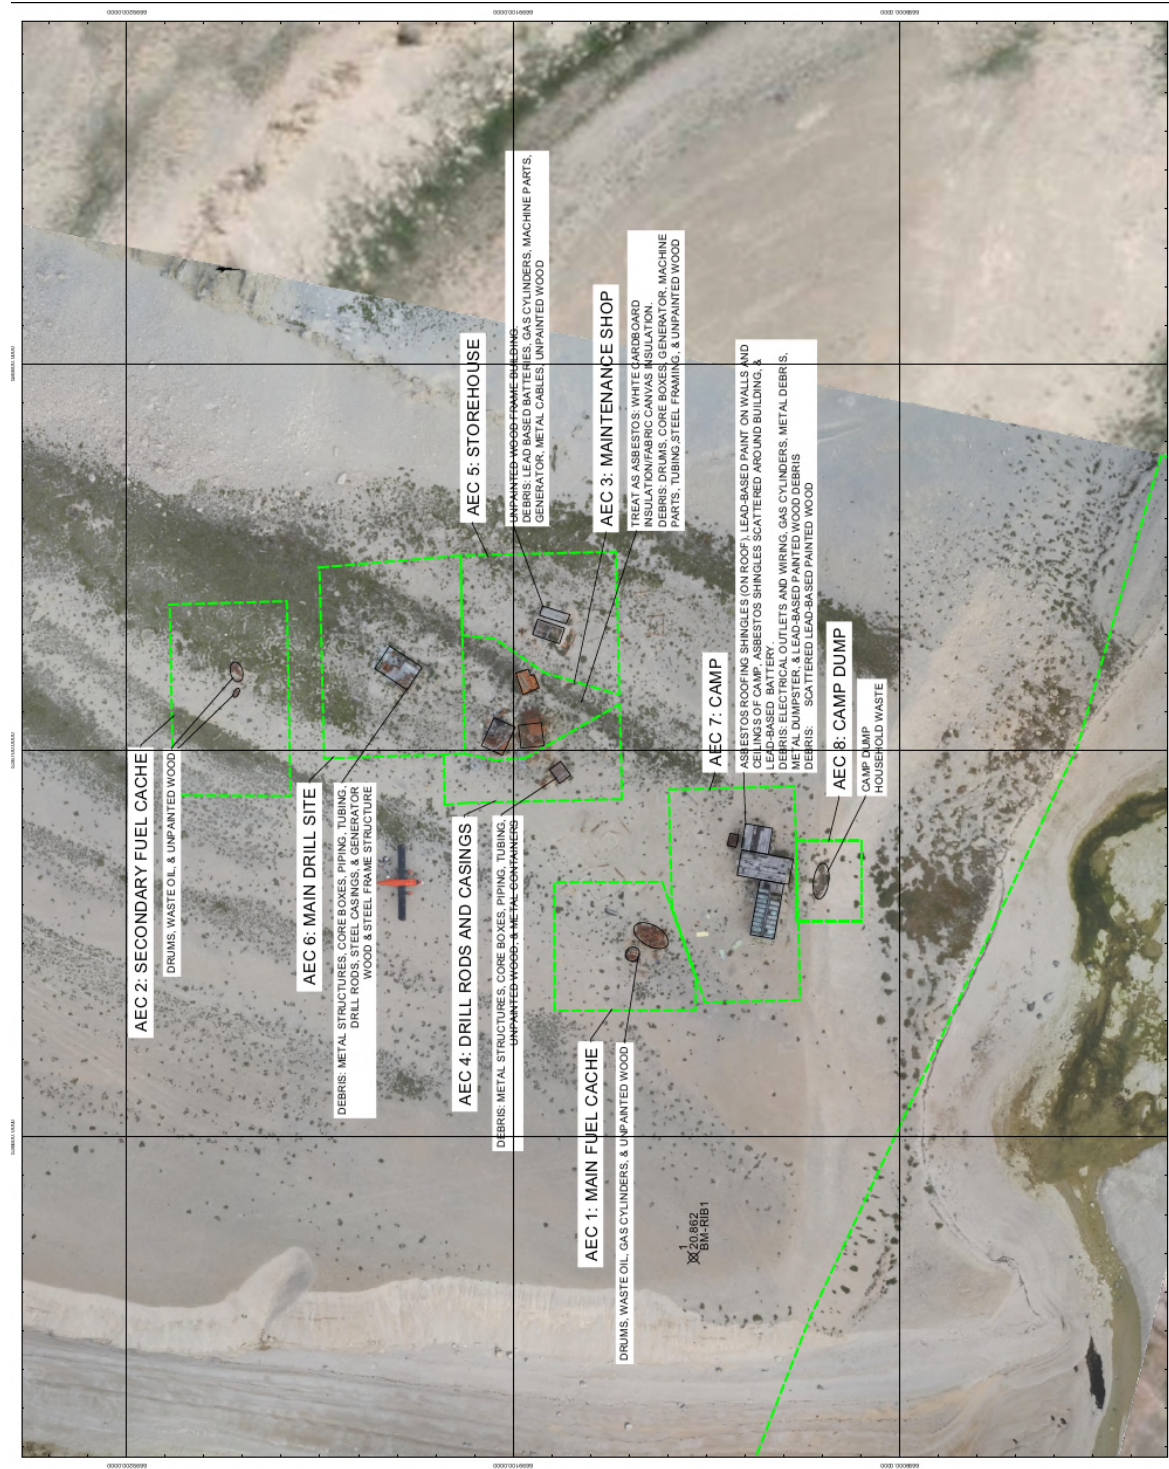 AEC 2: SECONDARY FUEL CACHE
DRUMS, WASTE OIL, & UNPAINTED WOOD
AEC 6: MAIN DRILL SITE
DEBRIS: METAL STRUCTURES, CORE BOXES, PIPING, TUBING,
DRILL RODS, STEEL CASINGS, & GENERATOR
WOOD & STEEL FRAME STRUCTURE
AEC 4: DRILL RODS AND CASINGS
DEBRIS: METAL STRUCTURES, CORE BOXES, PIPING, TUBING,
UNPAINTED WOOD, & METAL CONTAINERS
AEC 5: STOREHOUSE
UNPAINTED WOOD FRAME BUILDING.
DEBRIS: LEAD BASED BATTERIES, GAS CYLINDERS, MACHINE PARTS,
GENERATOR, METAL CABLES, UNPAINTED WOOD
AEC 3: MAINTENANCE SHOP
TREAT AS ASBESTOS: WHITE CARDBOARD
INSULATION/FABRIC CANVAS INSULATION.
DEBRIS: DRUMS, CORE BOXES, GENERATOR, MACHINE
PARTS, TUBING, STEEL FRAMING, & UNPAINTED WOOD
AEC 1: MAIN FUEL CACHE
DRUMS, WASTE OIL, GAS CYLINDERS, & UNPAINTED WOOD
1
20.862
BM-RIB1
AEC 7: CAMP
ASBESTOS ROOFING SHINGLES (ON ROOF), LEAD-BASED PAINT ON WALLS AND
CEILINGS OF CAMP, ASBESTOS SHINGLES SCATTERED AROUND BUILDING, &
LEAD-BASED BATTERY.
DEBRIS: ELECTRICAL OUTLETS AND WIRING, GAS CYLINDERS, METAL DEBRIS,
METAL DUMPSTER, & LEAD-BASED PAINTED WOOD DEBRIS
DEBRIS: SCATTERED LEAD-BASED PAINTED WOOD
AEC 8: CAMP DUMP
CAMP DUMP
HOUSEHOLD WASTE